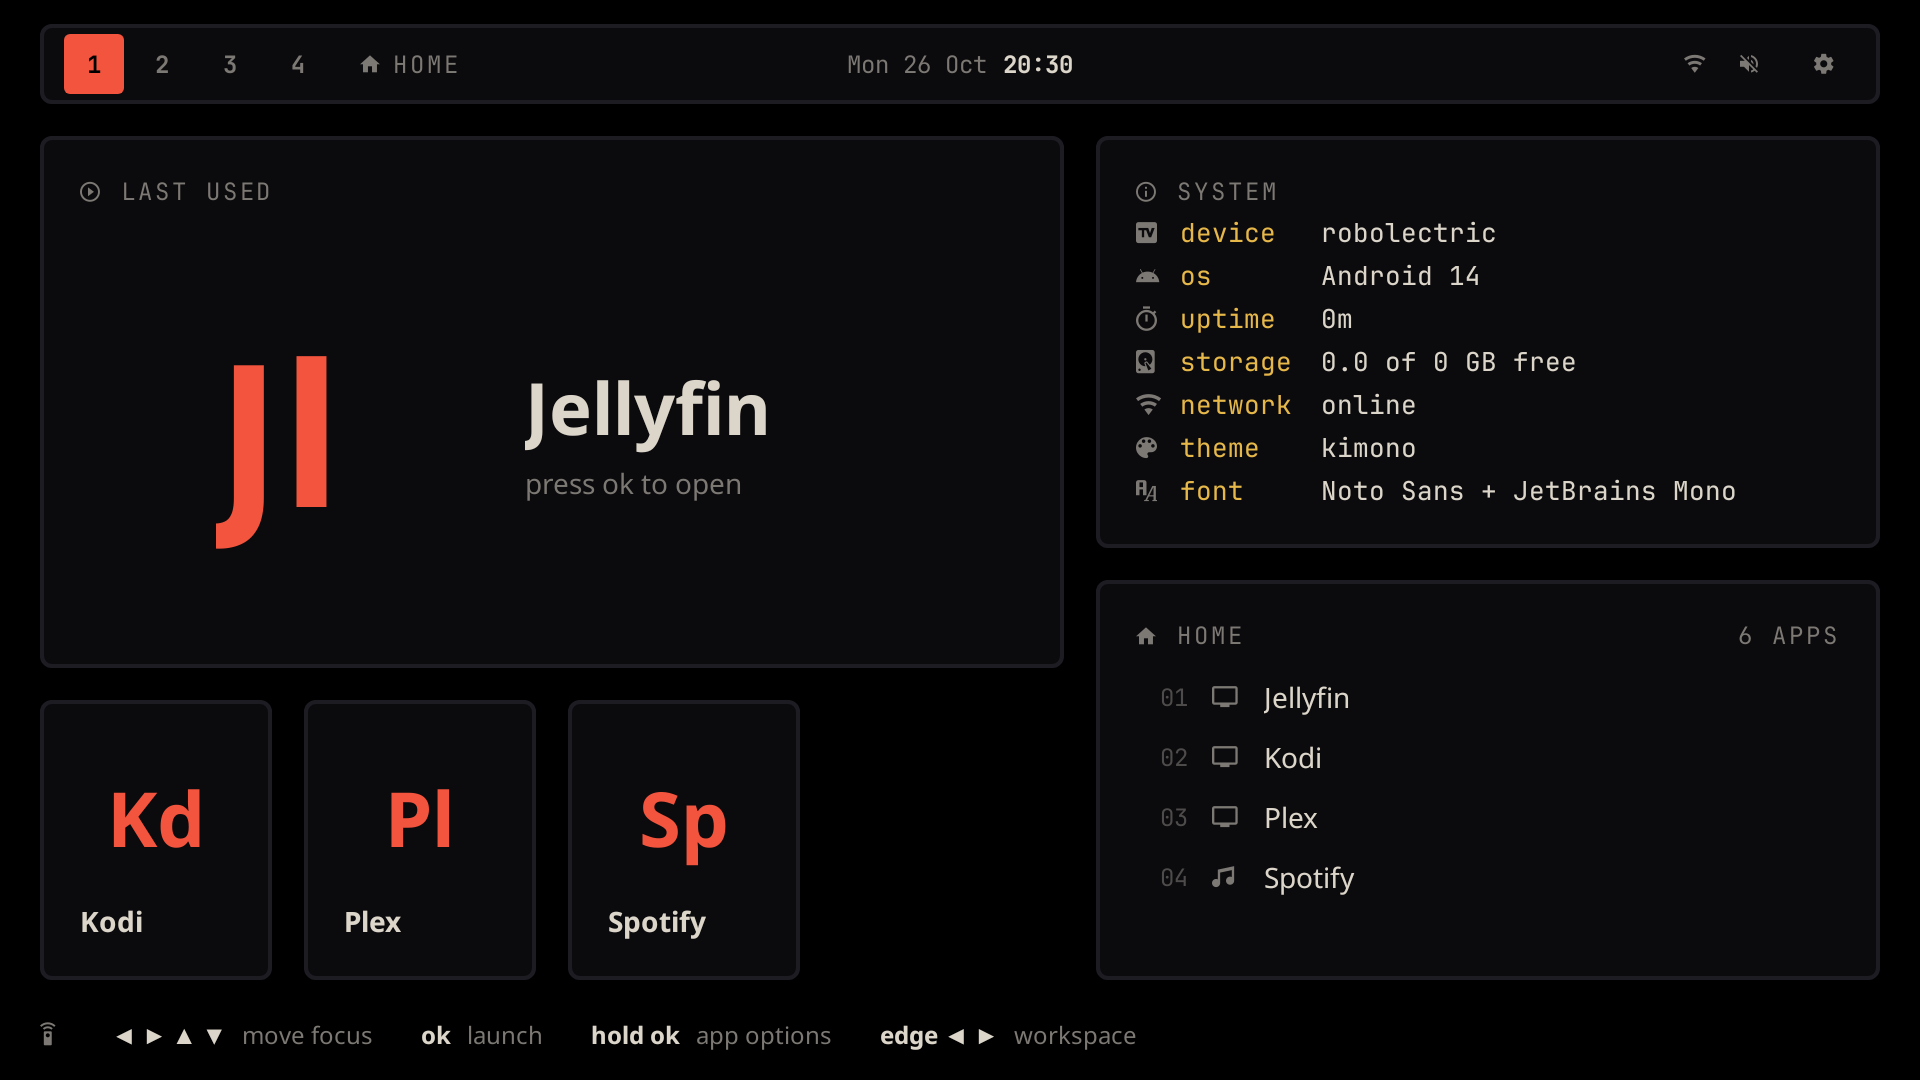 1 2 3 4 HOME Mon 26 Oct 20:30
LAST USED
Jl
Jellyfin
press ok to open
SYSTEM
TV device robolectric
os Android 14
uptime 0m
storage 0.0 of 0 GB free
network online
theme kimono
font Noto Sans + JetBrains Mono
Kd
Kodi
Pl
Plex
Sp
Spotify
HOME 6 APPS
01 Jellyfin
02 Kodi
03 Plex
04 Spotify
◀ ▶ ▲ ▼ move focus ok launch hold ok app options edge ◀ ▶ workspace